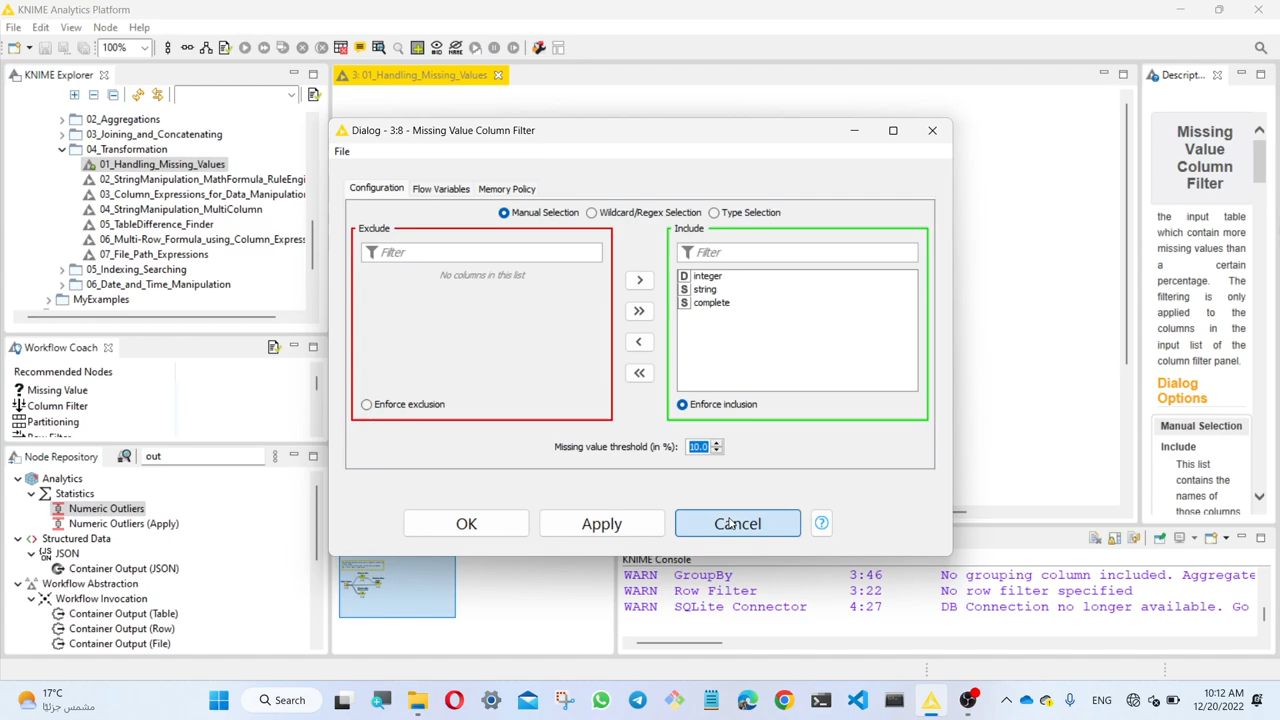 KNIME Analytics Platform
File Edit View Node Help
100%
KNIME Explorer
3: 01_Handling_Missing_Values
Descript...
02_Aggregations
03_Joining_and_Concatenating
04_Transformation
01_Handling_Missing_Values
02_StringManipulation_MathFormula_RuleEngi
03_Column_Expressions_for_Data_Manipulation
04_StringManipulation_MultiColumn
05_TableDifference_Finder
06_Multi-Row_Formula_using_Column_Express
07_File_Path_Expressions
05_Indexing_Searching
06_Date_and_Time_Manipulation
MyExamples
Workflow Coach
Recommended Nodes
Missing Value
Column Filter
Partitioning
Node Repository
out
Analytics
Statistics
Numeric Outliers
Numeric Outliers (Apply)
Structured Data
JSON
Container Output (JSON)
Workflow Abstraction
Workflow Invocation
Container Output (Table)
Container Output (Row)
Container Output (File)
Dialog - 3:8 - Missing Value Column Filter
File
Configuration Flow Variables Memory Policy
Manual Selection Wildcard/Regex Selection Type Selection
Exclude
Filter
No columns in this list
Enforce exclusion
> 
>>
<
<<
Include
Filter
D integer
S string
S complete
Enforce inclusion
Missing value threshold (in %): 10.0
OK Apply Cancel ?
Missing
Value
Column
Filter
the input table
which contain more
missing values than
a certain
percentage. The
filtering is only
applied to the
columns in the
input list of the
column filter panel.
Dialog
Options
Manual Selection
Include
This list
contains the
names of
those
KNIME Console
WARN GroupBy 3:46 No grouping column included. Aggregate
WARN Row Filter 3:22 No row filter specified
WARN SQLite Connector 4:27 DB Connection no longer available. Go
17°C
مشمس جزئيًا
Search
ENG
10:12 AM
12/20/2022